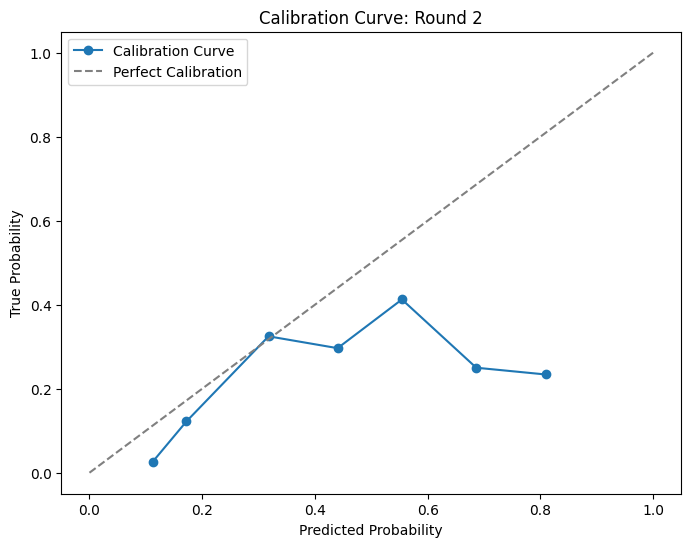 Calibration Curve: Round 2
Calibration Curve
Perfect Calibration
True Probability
1.0
0.8
0.6
0.4
0.2
0.0
0.0 0.2 0.4 0.6 0.8 1.0
Predicted Probability